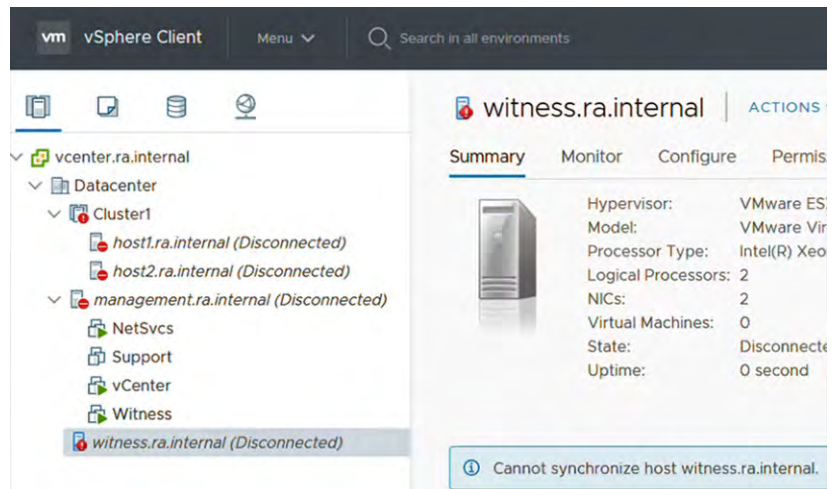 vm vSphere Client Menu Search in all environments
witness.ra.internal ACTIONS
Summary Monitor Configure
vcenter.ra.internal
Datacenter
Cluster1
host1.ra.internal (Disconnected)
host2.ra.internal (Disconnected)
management.ra.internal (Disconnected)
NetSvcs
Support
vCenter
Witness
witness.ra.internal (Disconnected)
Hypervisor: VMware
Model: VMware
Processor Type: Intel(R)
Logical Processors: 2
NICs: 2
Virtual Machines: 0
State:
Uptime: 0 second
Cannot synchronize host witness.ra.internal.